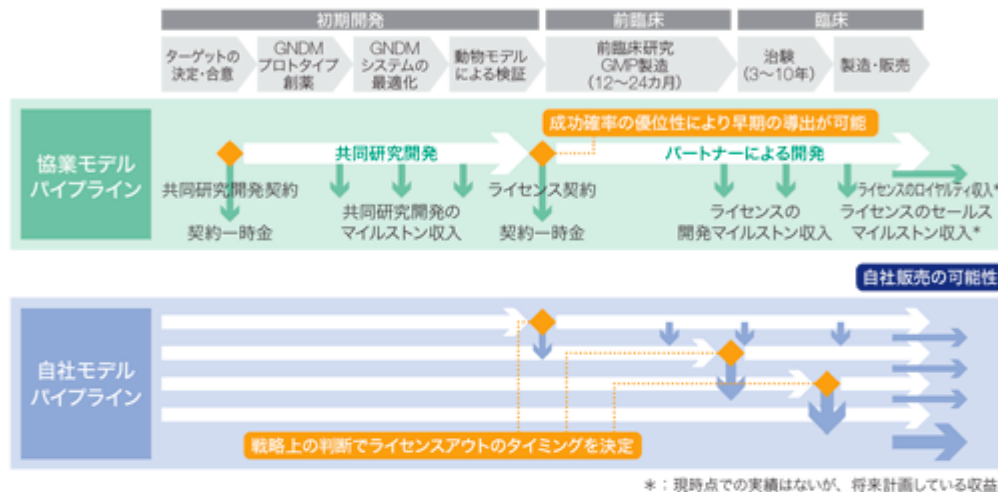 初期開発
前臨床
臨床
ターゲットの
決定・合意
GNDM
プロトタイプ
創薬
GNDM
システムの
最適化
動物モデル
による検証
前臨床研究
GMP製造
(12〜24カ月)
治験
(3〜10年)
製造・販売
成功確率の優位性により早期の導出が可能
協業モデル
パイプライン
共同研究開発
パートナーによる開発
共同研究開発契約
契約一時金
共同研究開発の
マイルストン収入
ライセンス契約
契約一時金
ライセンスの
開発マイルストン収入
ライセンスのロイヤルティ収入*
ライセンスのセールス
マイルストン収入*
自社販売の可能性
自社モデル
パイプライン
戦略上の判断でライセンスアウトのタイミングを決定
*：現時点での実績はないが、将来計画している収益